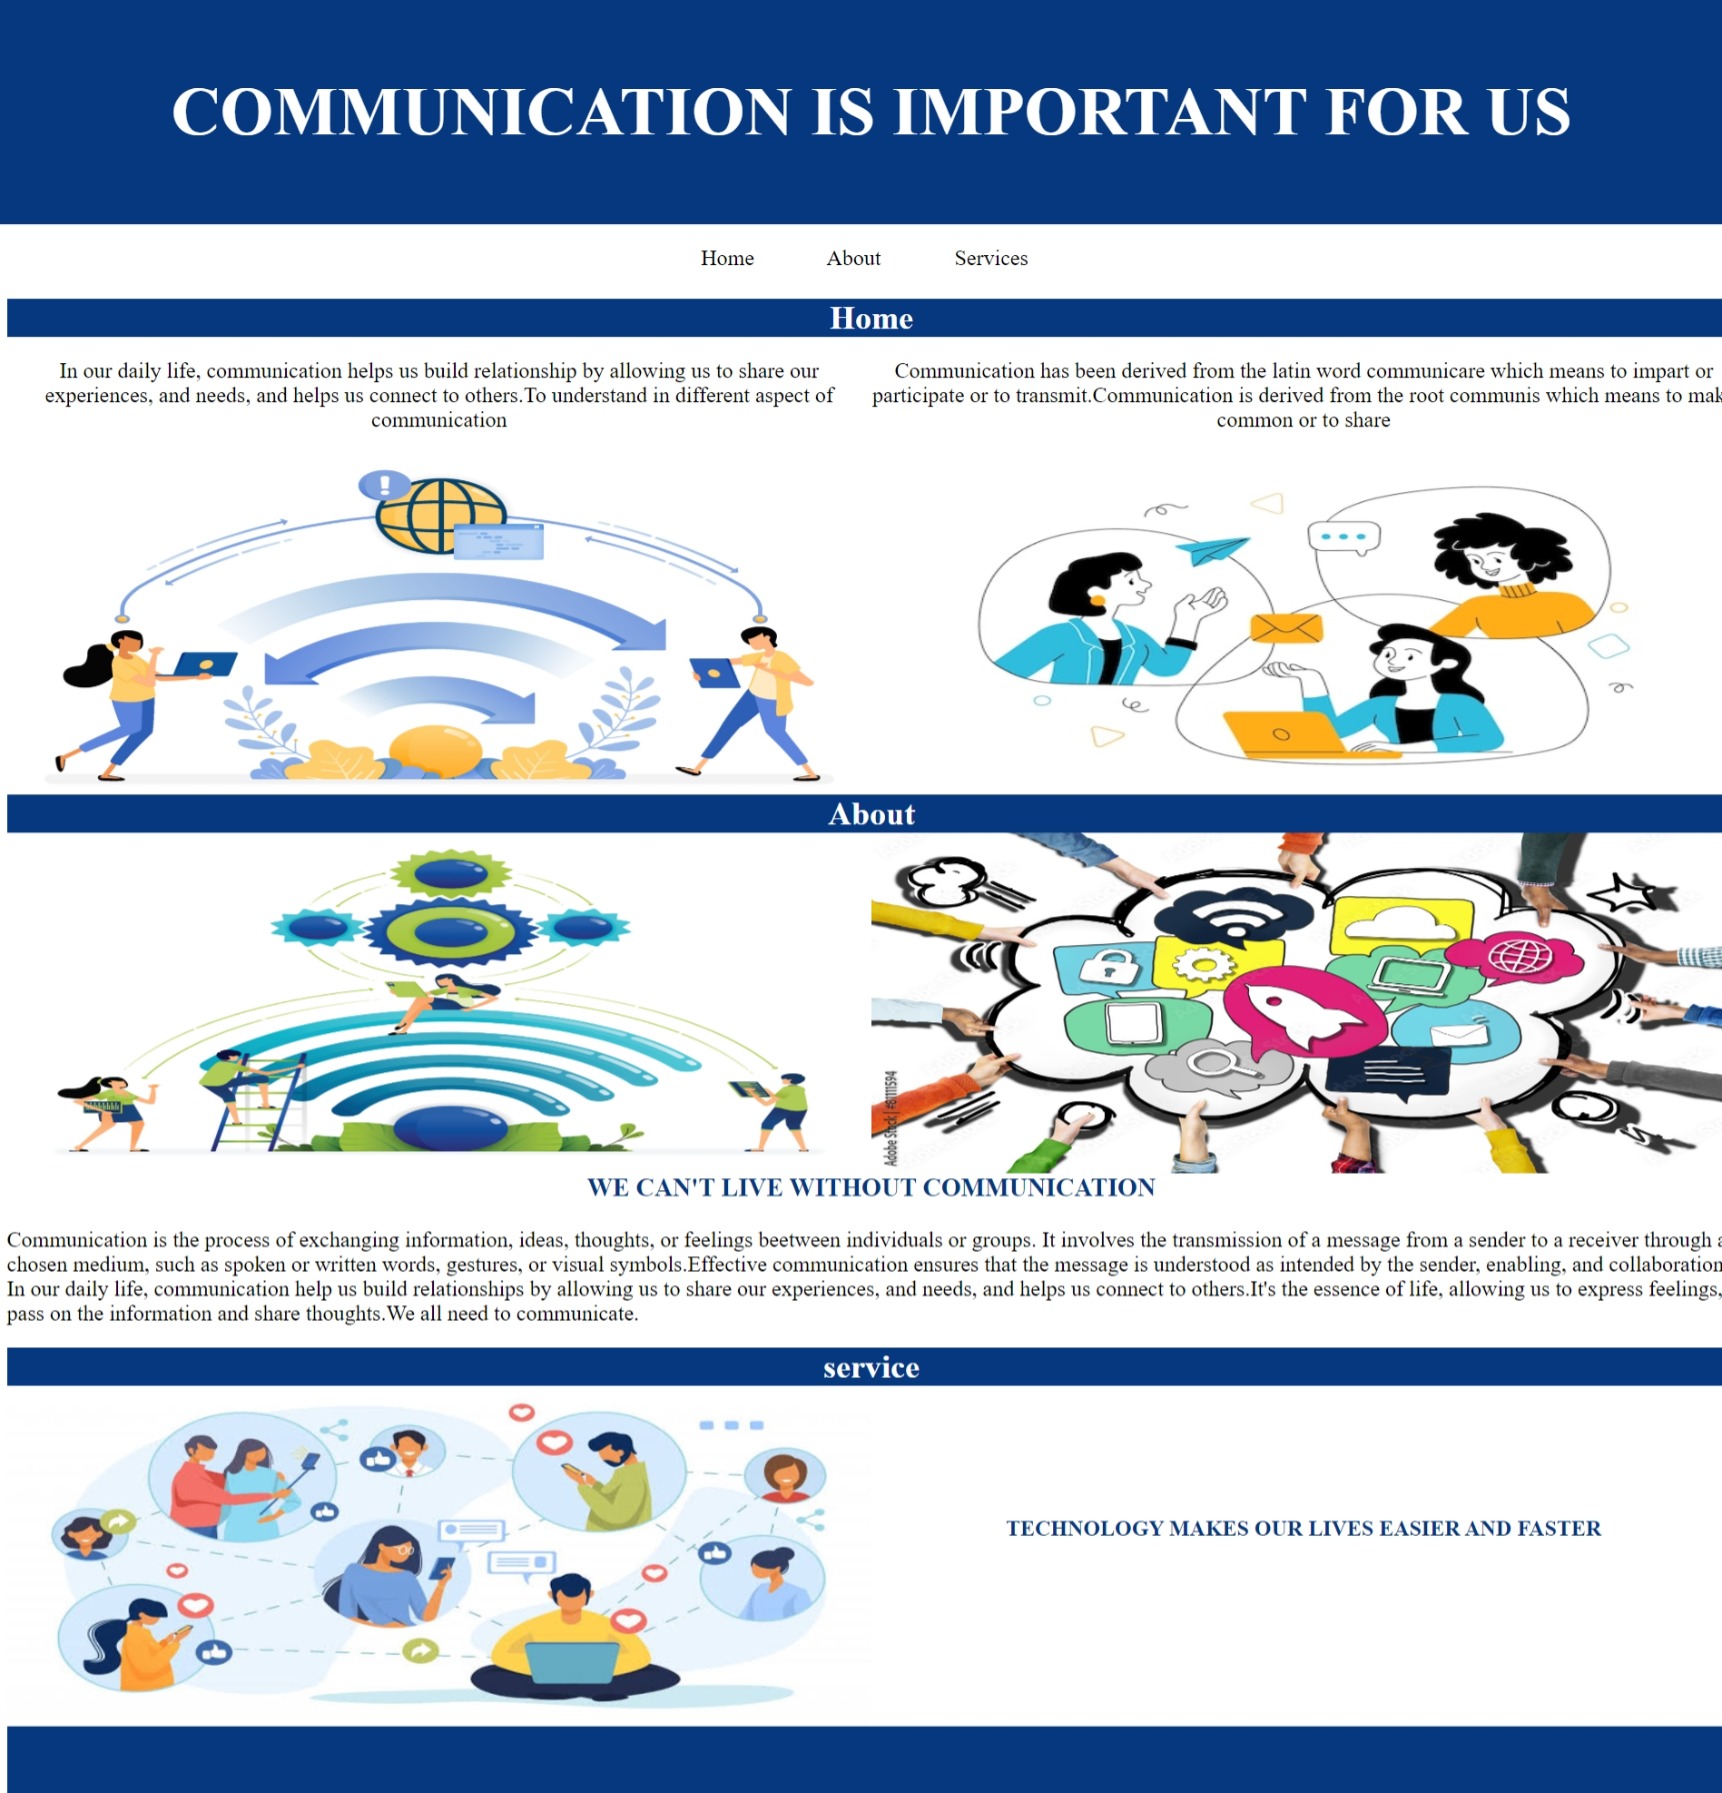 COMMUNICATION IS IMPORTANT FOR US
Home About Services
Home
In our daily life, communication helps us build relationship by allowing us to share our
experiences, and needs, and helps us connect to others.To understand in different aspect of
communication
Communication has been derived from the latin word communicare which means to impart or
participate or to transmit.Communication is derived from the root communis which means to mak
common or to share
About
Adobe Stock | #81111594
WE CAN'T LIVE WITHOUT COMMUNICATION
Communication is the process of exchanging information, ideas, thoughts, or feelings beetween individuals or groups. It involves the transmission of a message from a sender to a receiver through a
chosen medium, such as spoken or written words, gestures, or visual symbols.Effective communication ensures that the message is understood as intended by the sender, enabling, and collaboration
In our daily life, communication help us build relationships by allowing us to share our experiences, and needs, and helps us connect to others.It's the essence of life, allowing us to express feelings,
pass on the information and share thoughts.We all need to communicate.
service
TECHNOLOGY MAKES OUR LIVES EASIER AND FASTER